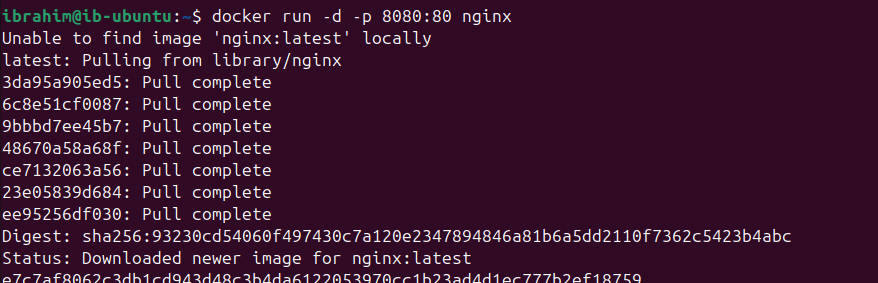 ibrahim@ib-ubuntu:~$ docker run -d -p 8080:80 nginx
Unable to find image 'nginx:latest' locally
latest: Pulling from library/nginx
3da95a905ed5: Pull complete
6c8e51cf0087: Pull complete
9bbbd7ee45b7: Pull complete
48670a58a68f: Pull complete
ce7132063a56: Pull complete
23e05839d684: Pull complete
ee95256df030: Pull complete
Digest: sha256:93230cd54060f497430c7a120e2347894846a81b6a5dd2110f7362c5423b4abc
Status: Downloaded newer image for nginx:latest
e7c7af8062c3db1cd943d48c3b4da6122053970cc1b23ad4d1ec777b2ef18759